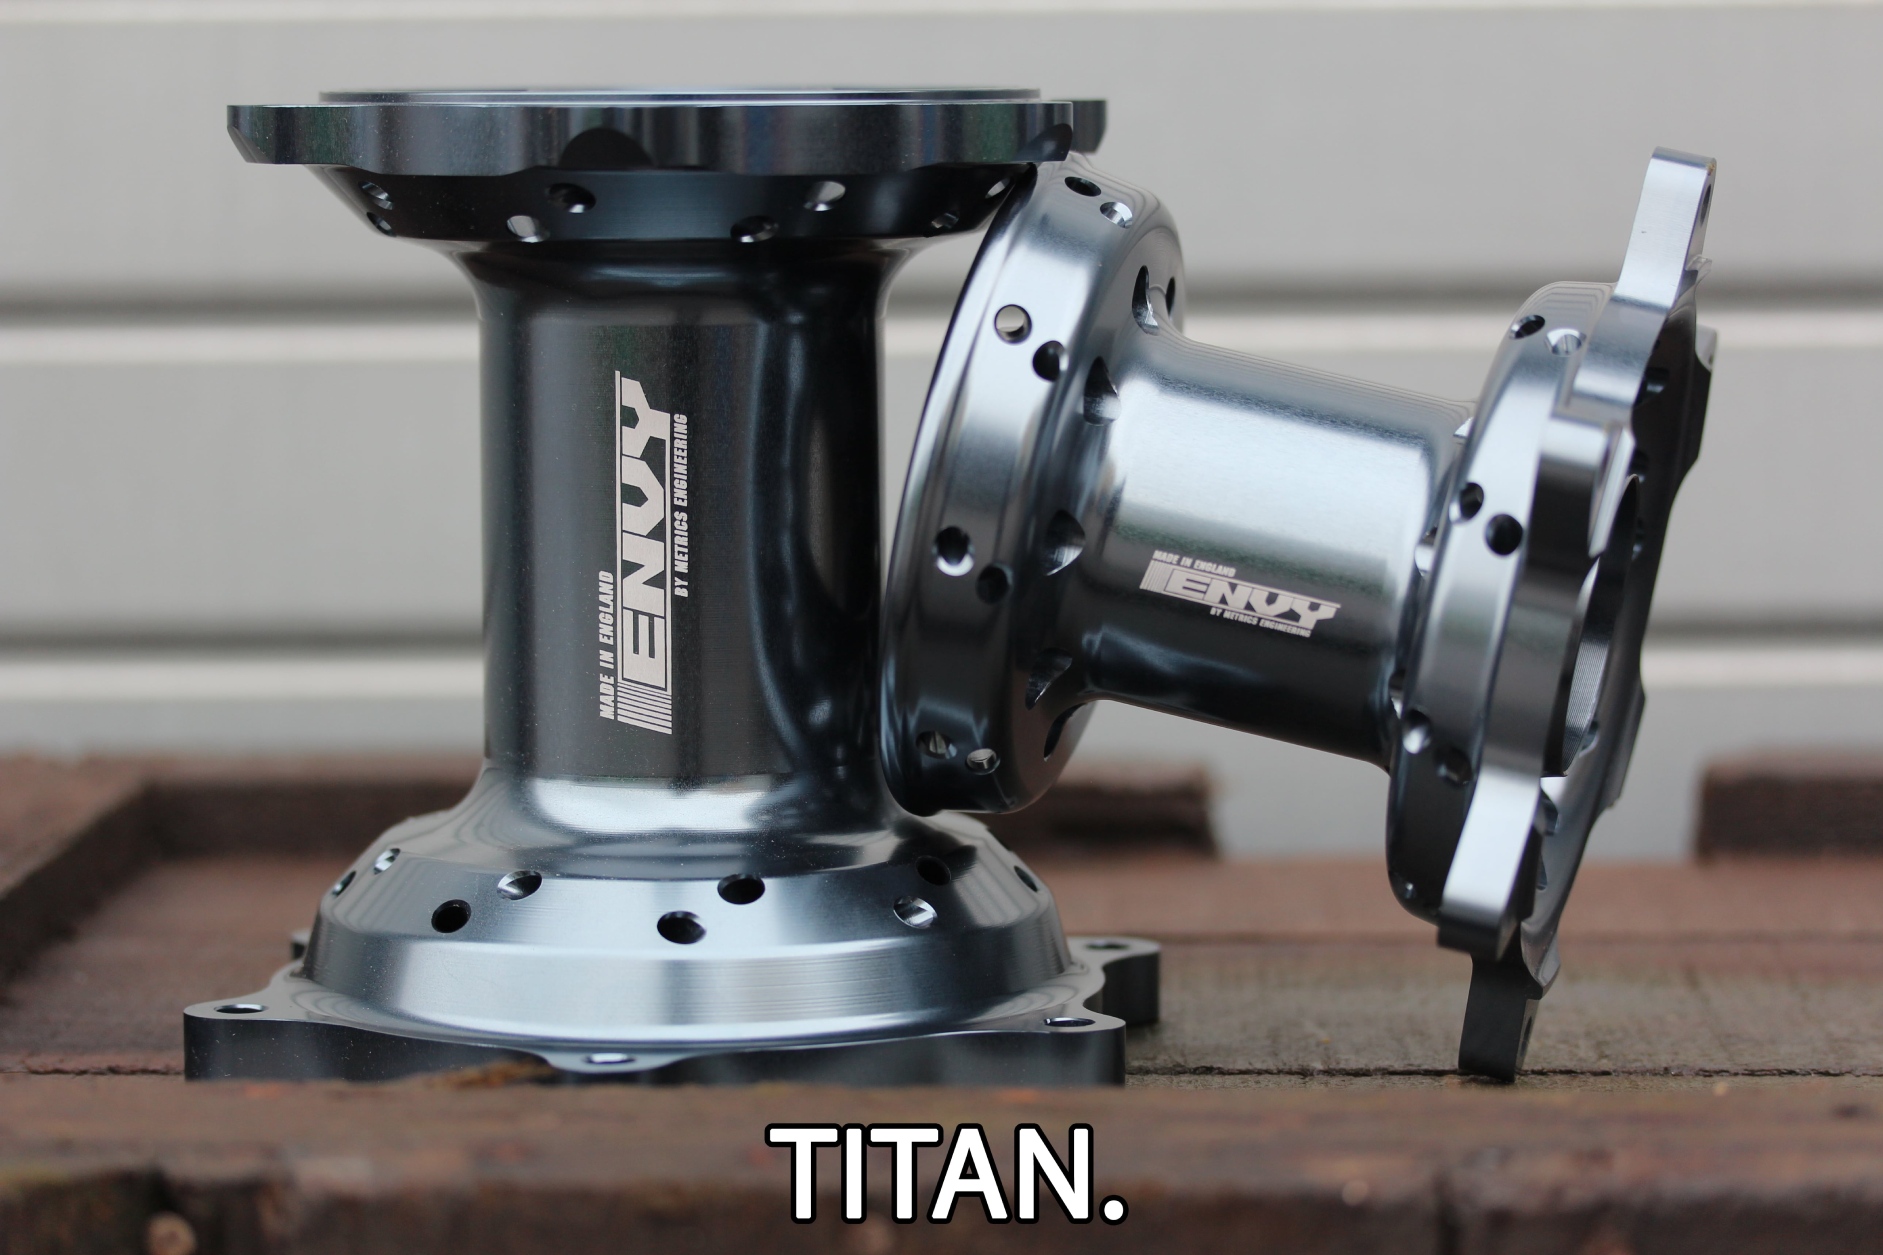 MADE IN ENGLAND
ENVY
BY METRICS ENGINEERING
MADE IN ENGLAND
ENVY
BY METRICS ENGINEERING
TITAN.